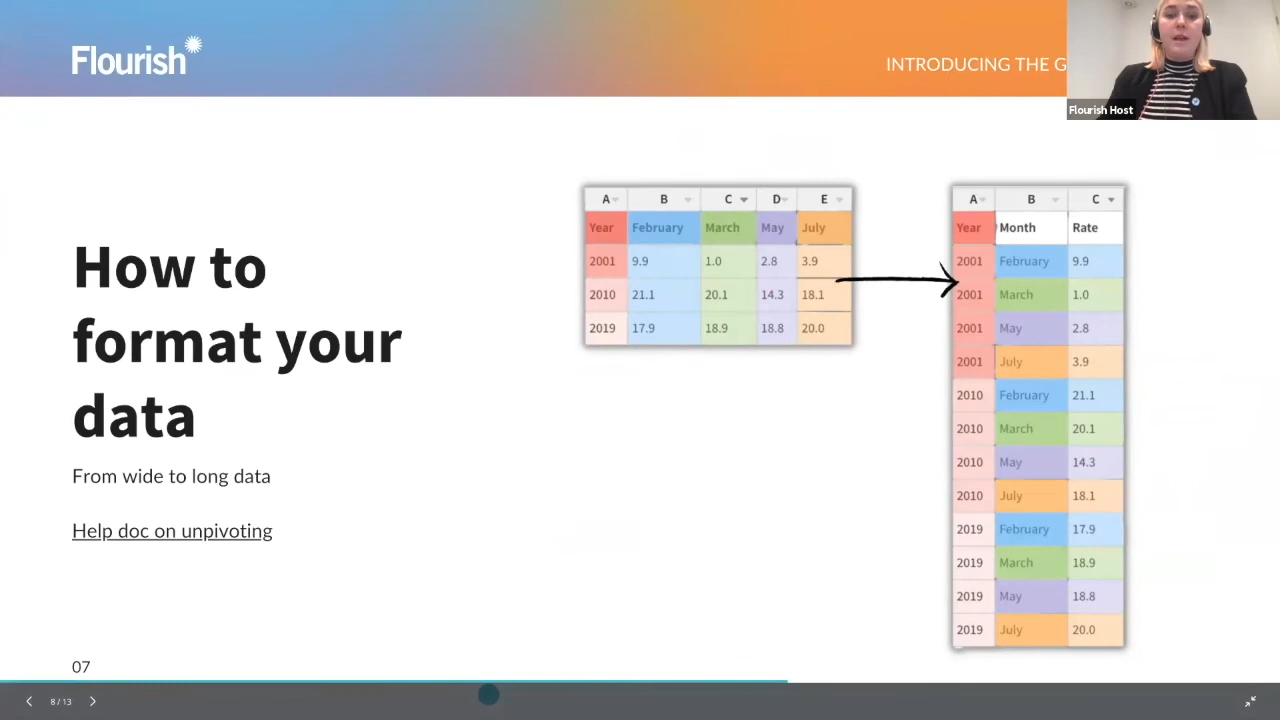 Flourish
INTRODUCING THE G
Flourish Host
How to
format your
data
From wide to long data
Help doc on unpivoting
A B C D E
Year February March May July
2001 9.9 1.0 2.8 3.9
2010 21.1 20.1 14.3 18.1
2019 17.9 18.9 18.8 20.0
A B C
Year Month Rate
2001 February 9.9
2001 March 1.0
2001 May 2.8
2001 July 3.9
2010 February 21.1
2010 March 20.1
2010 May 14.3
2010 July 18.1
2019 February 17.9
2019 March 18.9
2019 May 18.8
2019 July 20.0
07
8 / 13